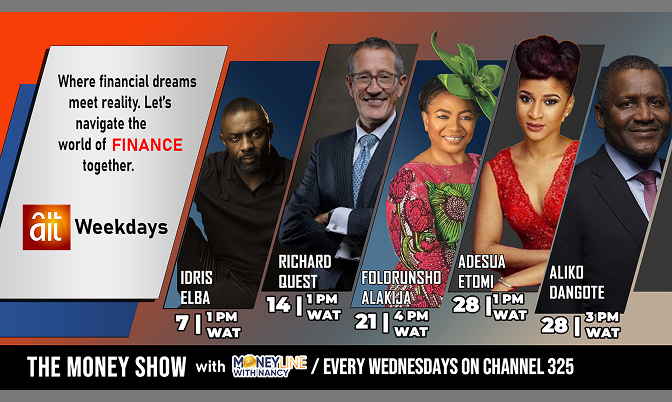 Where financial dreams
meet reality. Let's
navigate the
world of FINANCE
together.
ait Weekdays
IDRIS
ELBA
7 | 1 PM
WAT
RICHARD
QUEST
14 | 1 PM
WAT
FOLORUNSHO
ALAKIJA
21 | 4 PM
WAT
ADESUA
ETOMI
28 | 1 PM
WAT
ALIKO
DANGOTE
28 | 3 PM
WAT
THE MONEY SHOW with MONEYLINE WITH NANCY / EVERY WEDNESDAYS ON CHANNEL 325